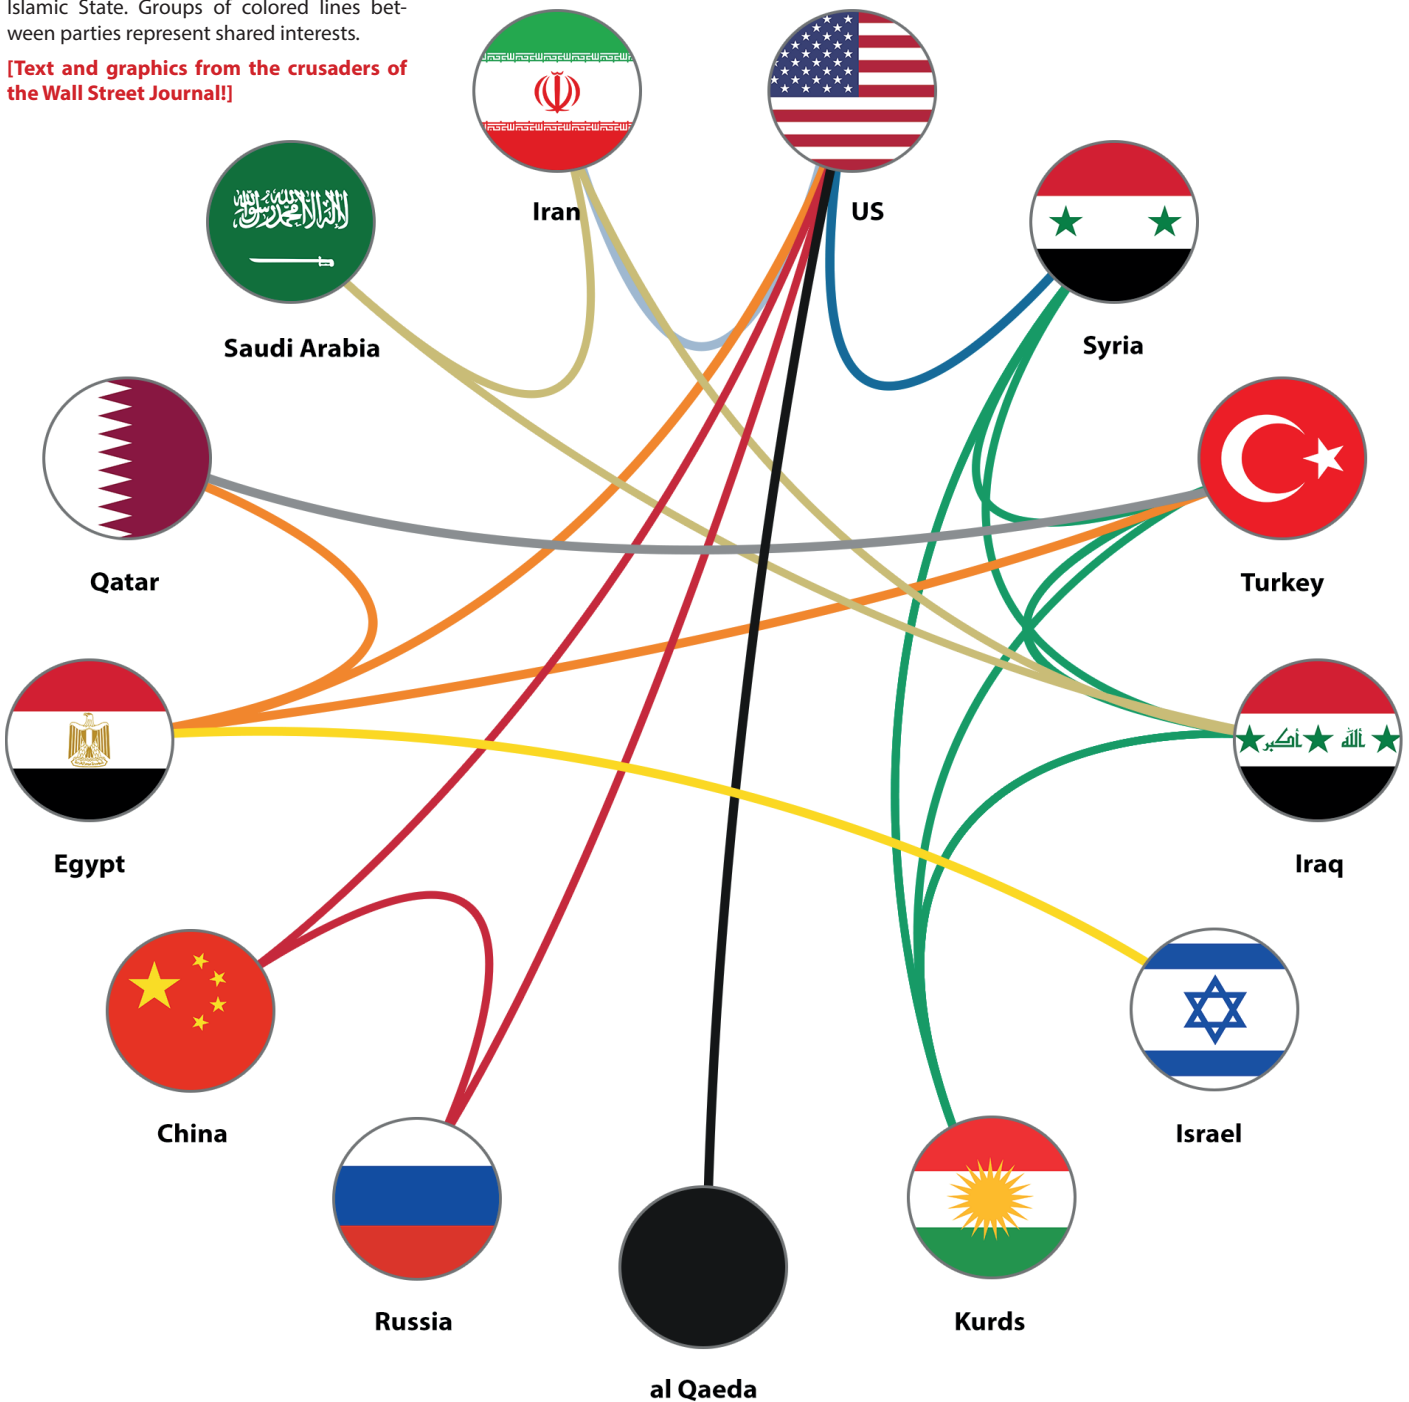 Islamic State. Groups of colored lines bet-
ween parties represent shared interests.
[Text and graphics from the crusaders of
the Wall Street Journal!]
Iran
US
Saudi Arabia
Syria
Qatar
Turkey
Egypt
الله أكبر
Iraq
China
Israel
Russia
Kurds
al Qaeda